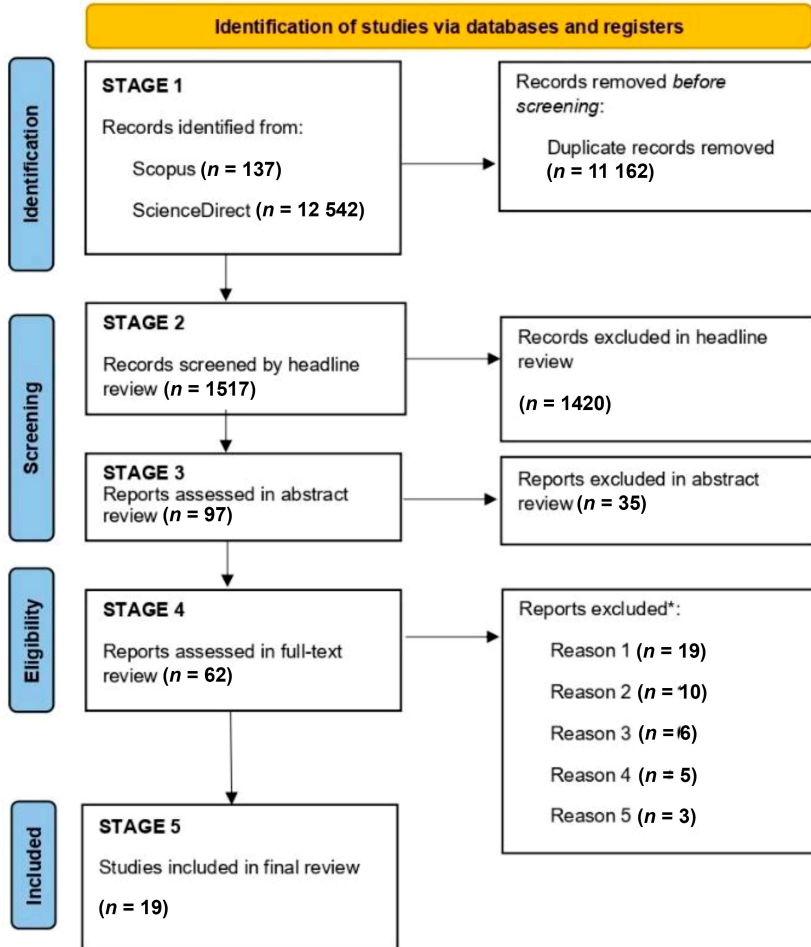 Identification of studies via databases and registers
Identification
STAGE 1
Records identified from:
Scopus (n = 137)
ScienceDirect (n = 12 542)
Records removed before
screening:
Duplicate records removed
(n = 11 162)
Screening
STAGE 2
Records screened by headline
review (n = 1517)
Records excluded in headline
review
(n = 1420)
STAGE 3
Reports assessed in abstract
review (n = 97)
Reports excluded in abstract
review (n = 35)
Eligibility
STAGE 4
Reports assessed in full-text
review (n = 62)
Reports excluded*:
Reason 1 (n = 19)
Reason 2 (n = 10)
Reason 3 (n = 6)
Reason 4 (n = 5)
Reason 5 (n = 3)
Included
STAGE 5
Studies included in final review
(n = 19)